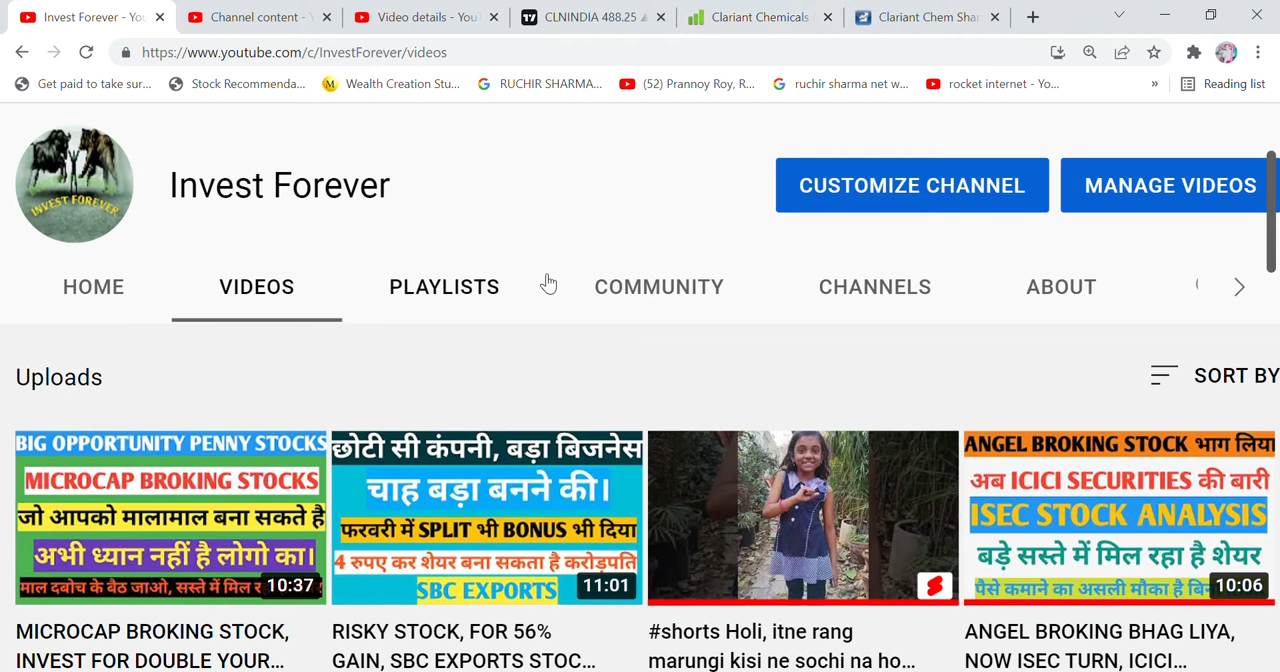 Invest Forever - You
Channel content - Y
Video details - YouT
CLNINDIA 488.25
Clariant Chemicals
Clariant Chem Shar
https://www.youtube.com/c/InvestForever/videos
Get paid to take sur...
Stock Recommenda...
Wealth Creation Stu...
RUCHIR SHARMA...
(52) Prannoy Roy, R...
ruchir sharma net w...
rocket internet - Yo...
»
Reading list
INVEST FOREVER
Invest Forever
CUSTOMIZE CHANNEL
MANAGE VIDEOS
HOME
VIDEOS
PLAYLISTS
COMMUNITY
CHANNELS
ABOUT
Uploads
SORT BY
BIG OPPORTUNITY PENNY STOCKS
MICROCAP BROKING STOCKS
जो आपको मालामाल बना सकते है
अभी ध्यान नहीं है लोगो का।
माल दबोच के बैठ जाओ, सस्ते में मिल
10:37
MICROCAP BROKING STOCK,
INVEST FOR DOUBLE YOUR...
छोटी सी कंपनी, बड़ा बिजनेस
चाह बड़ा बनने की।
फरवरी में SPLIT भी BONUS भी दिया
4 रुपए कर शेयर बना सकता है करोड़पति
SBC EXPORTS
11:01
RISKY STOCK, FOR 56%
GAIN, SBC EXPORTS STOC...
#shorts Holi, itne rang
marungi kisi ne sochi na ho...
ANGEL BROKING STOCK भाग लिया
अब ICICI SECURITIES की बारी
ISEC STOCK ANALYSIS
बड़े सस्ते में मिल रहा है शेयर
पैसे कमाने का असली मौका है
10:06
ANGEL BROKING BHAG LIYA,
NOW ISEC TURN, ICICI...